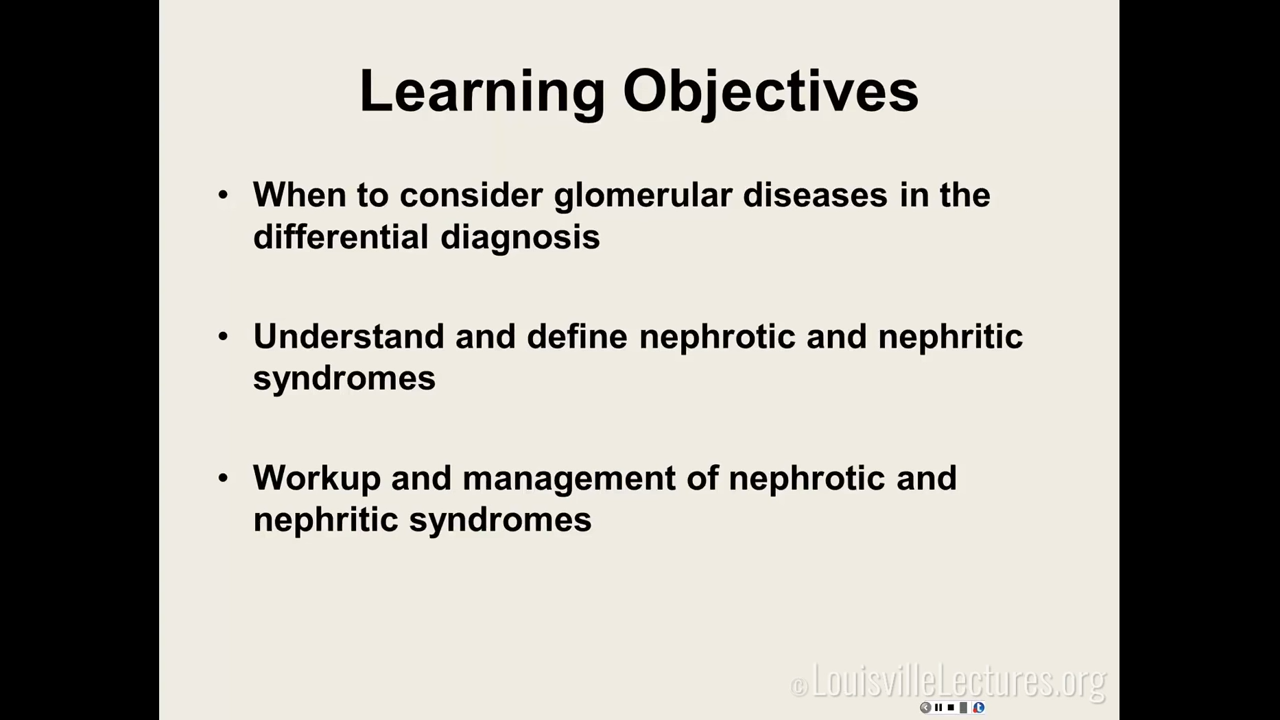 Learning Objectives
• When to consider glomerular diseases in the
differential diagnosis
• Understand and define nephrotic and nephritic
syndromes
• Workup and management of nephrotic and
nephritic syndromes
© LouisvilleLectures.org